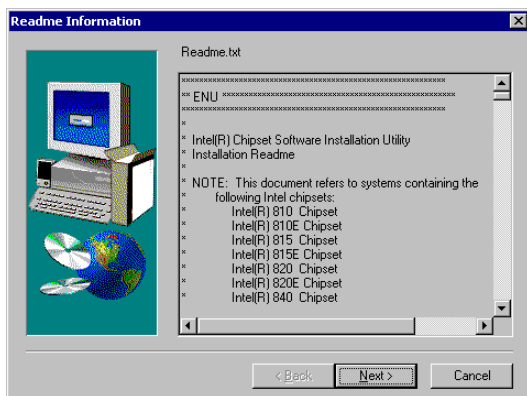 Readme Information
Readme.txt
**********************************************************************
** ENU **************************************************************
**********************************************************************
*
* Intel(R) Chipset Software Installation Utility
* Installation Readme
*
* NOTE:  This document refers to systems containing the
*        following Intel chipsets:
*            Intel(R) 810  Chipset
*            Intel(R) 810E Chipset
*            Intel(R) 815  Chipset
*            Intel(R) 815E Chipset
*            Intel(R) 820  Chipset
*            Intel(R) 820E Chipset
*            Intel(R) 840  Chipset
< Back
Next >
Cancel